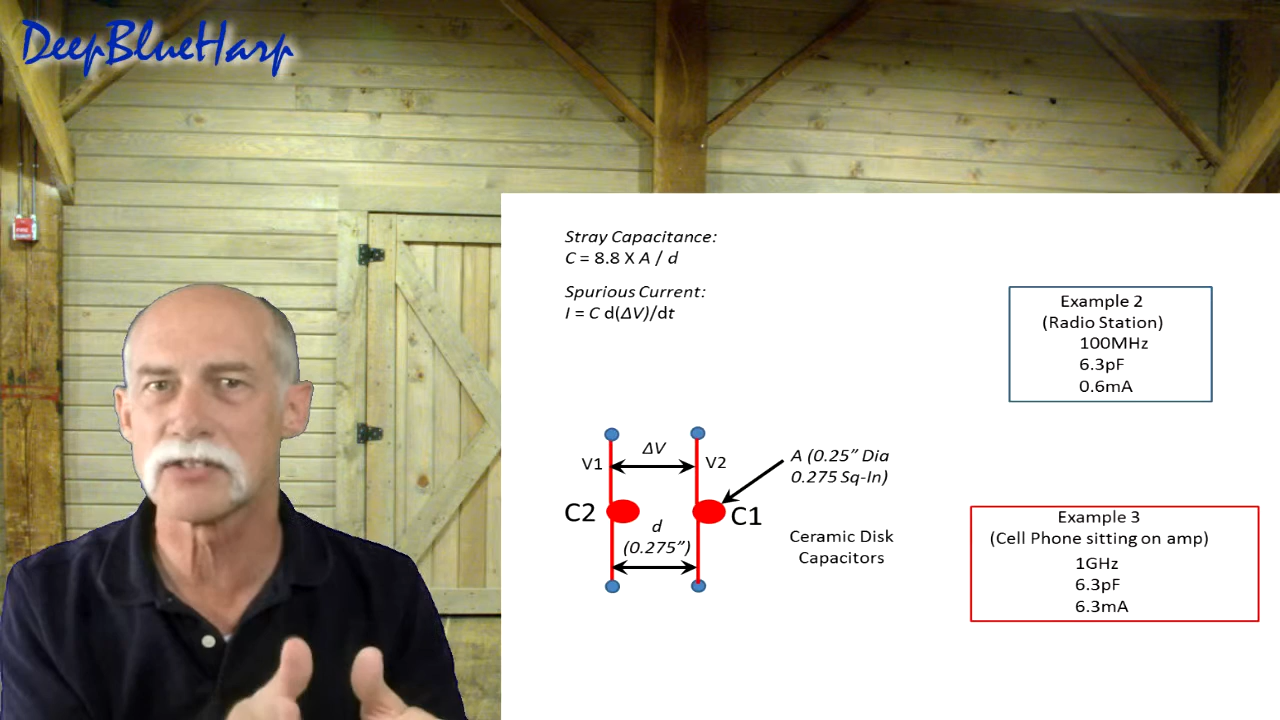 DeepBlueHarp
Stray Capacitance:
C = 8.8 X A / d
Spurious Current:
I = C d(ΔV)/dt
Example 2
(Radio Station)
100MHz
6.3pF
0.6mA
ΔV
V1
V2
A (0.25” Dia
0.275 Sq-In)
C2
C1
d
(0.275”)
Ceramic Disk
Capacitors
Example 3
(Cell Phone sitting on amp)
1GHz
6.3pF
6.3mA
FIRE